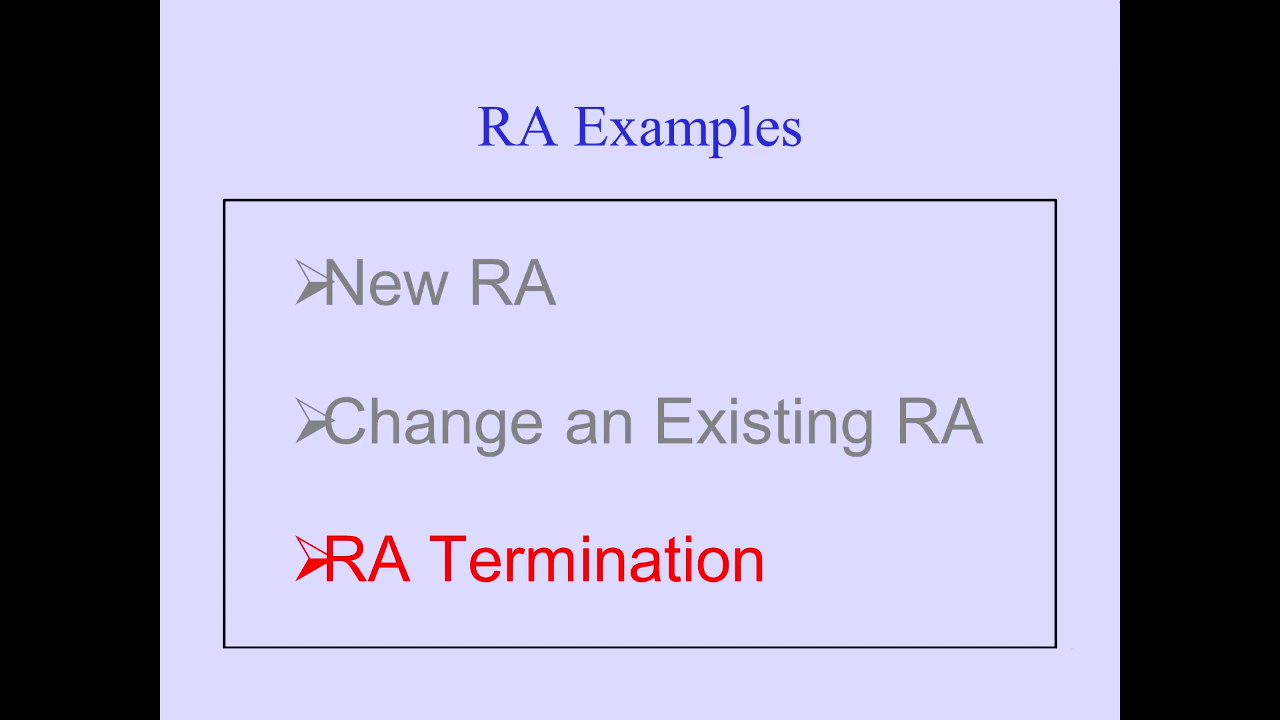 RA Examples
➢New RA
➢Change an Existing RA
➢RA Termination